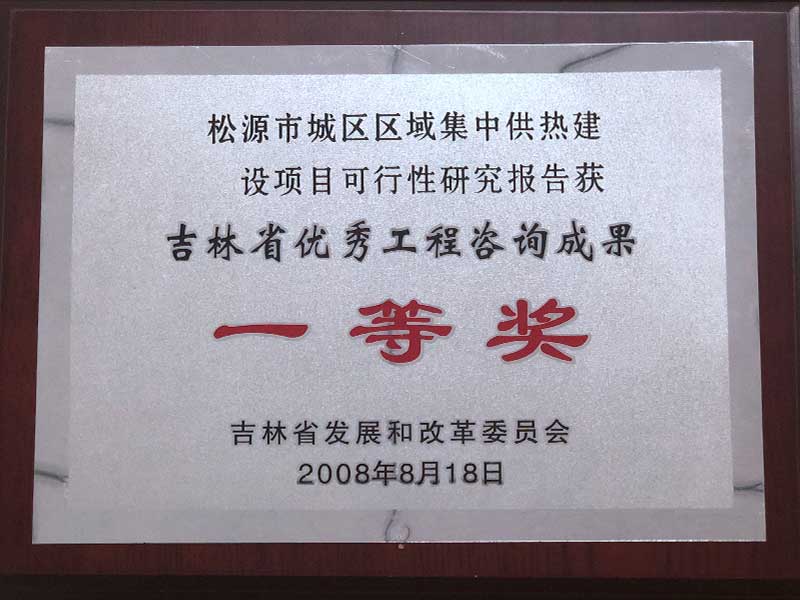 松源市城区区域集中供热建
设项目可行性研究报告获
吉林省优秀工程咨询成果
一等奖
吉林省发展和改革委员会
2008年8月18日